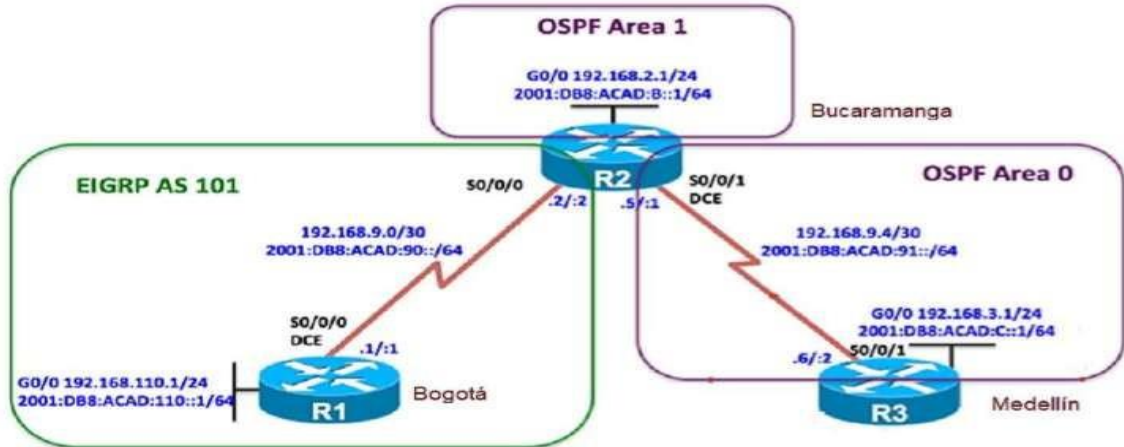 OSPF Area 1
G0/0 192.168.2.1/24
2001:DB8:ACAD:B::1/64
Bucaramanga
EIGRP AS 101
S0/0/0
R2
S0/0/1
DCE
OSPF Area 0
.2/:2
.5/:1
192.168.9.0/30
2001:DB8:ACAD:90::/64
192.168.9.4/30
2001:DB8:ACAD:91::/64
S0/0/0
DCE
.1/:1
G0/0 192.168.3.1/24
2001:DB8:ACAD:C::1/64
.6/:2
S0/0/1
G0/0 192.168.110.1/24
2001:DB8:ACAD:110::1/64
R1
Bogotá
R3
Medellín